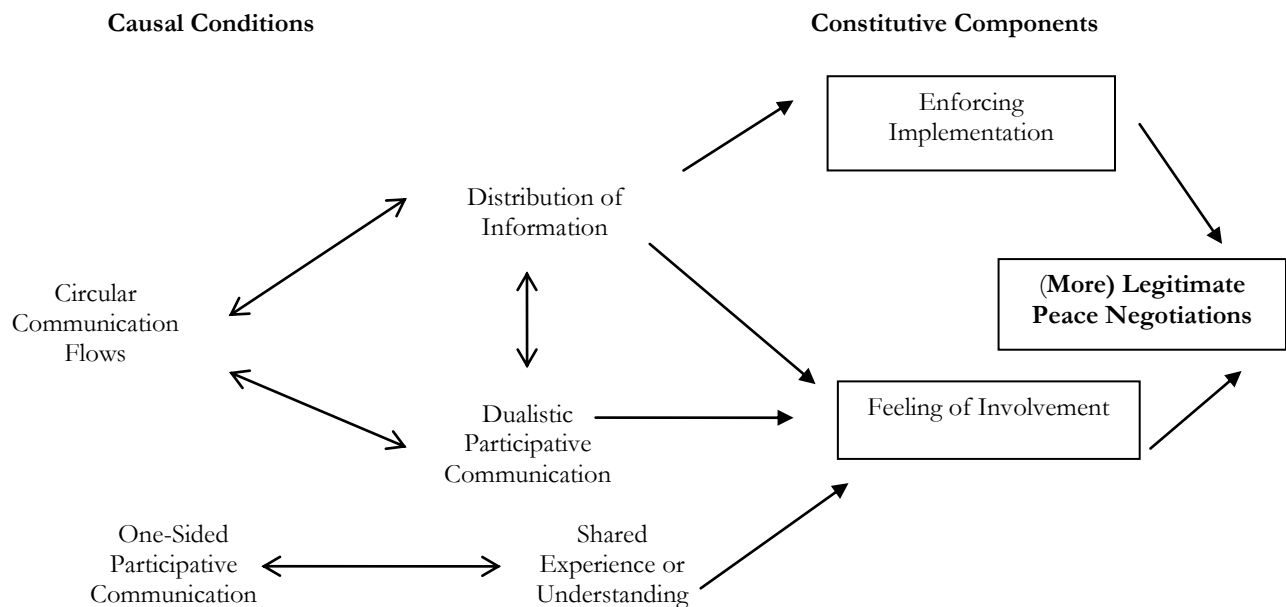 Causal Conditions
Constitutive Components
Enforcing
Implementation
Distribution of
Information
(More) Legitimate
Peace Negotiations
Circular
Communication
Flows
Feeling of Involvement
Dualistic
Participative
Communication
One-Sided
Participative
Communication
Shared
Experience or
Understanding